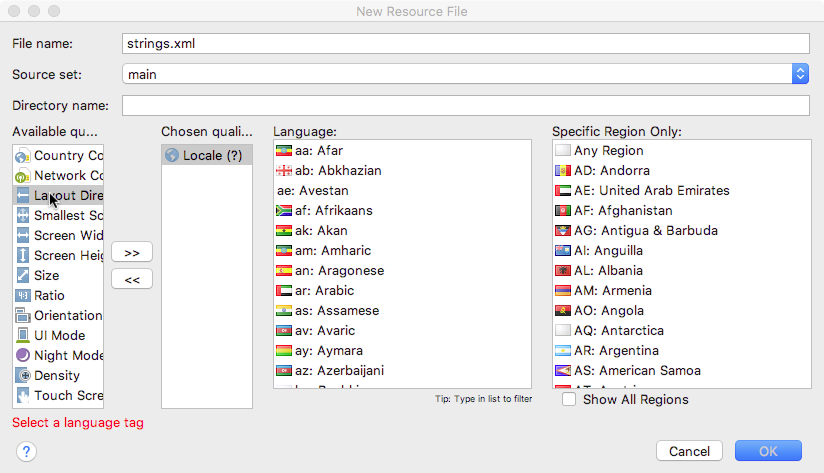 New Resource File
File name:
strings.xml
Source set:
main
Directory name:
Available qu...
Chosen quali...
Language:
Specific Region Only:
Country Co
Network Co
Layout Dire
Smallest Sc
Screen Wid
Screen Heig
Size
Ratio
Orientation
UI Mode
Night Mode
Density
Touch Scre
>>
<<
Locale (?)
aa: Afar
ab: Abkhazian
ae: Avestan
af: Afrikaans
ak: Akan
am: Amharic
an: Aragonese
ar: Arabic
as: Assamese
av: Avaric
ay: Aymara
az: Azerbaijani
Any Region
AD: Andorra
AE: United Arab Emirates
AF: Afghanistan
AG: Antigua & Barbuda
AI: Anguilla
AL: Albania
AM: Armenia
AO: Angola
AQ: Antarctica
AR: Argentina
AS: American Samoa
Tip: Type in list to filter
Show All Regions
Select a language tag
?
Cancel
OK